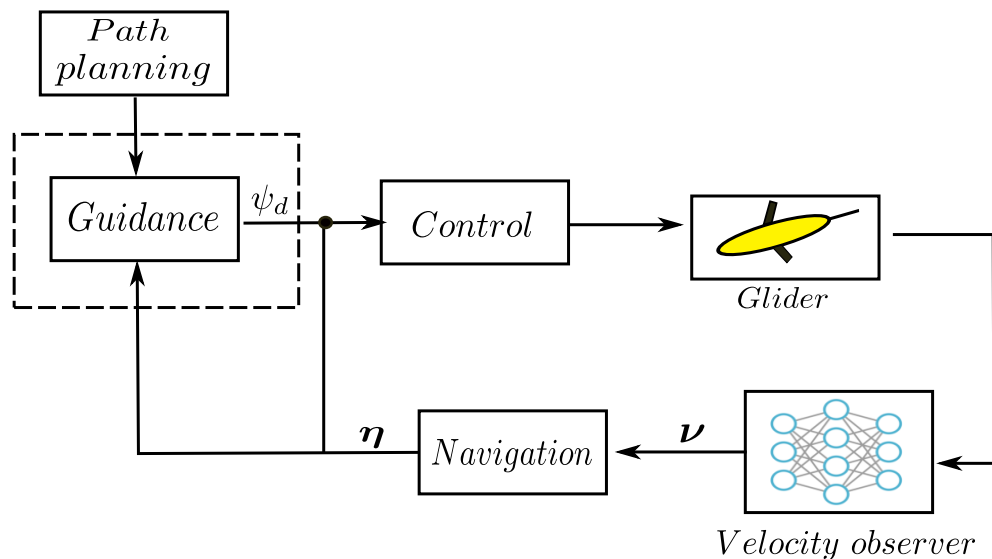 Path
planning
Guidance
ψ_d
Control
Glider
η
Navigation
ν
Velocity observer